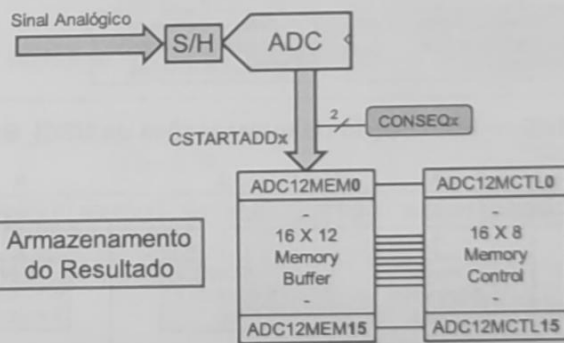 Sinal Analógico
S/H
ADC
2
CONSEQx
CSTARTADDx
ADC12MEM0
ADC12MCTL0
-
16 X 12
Memory
Buffer
-
-
16 X 8
Memory
Control
-
ADC12MEM15
ADC12MCTL15
Armazenamento
do Resultado